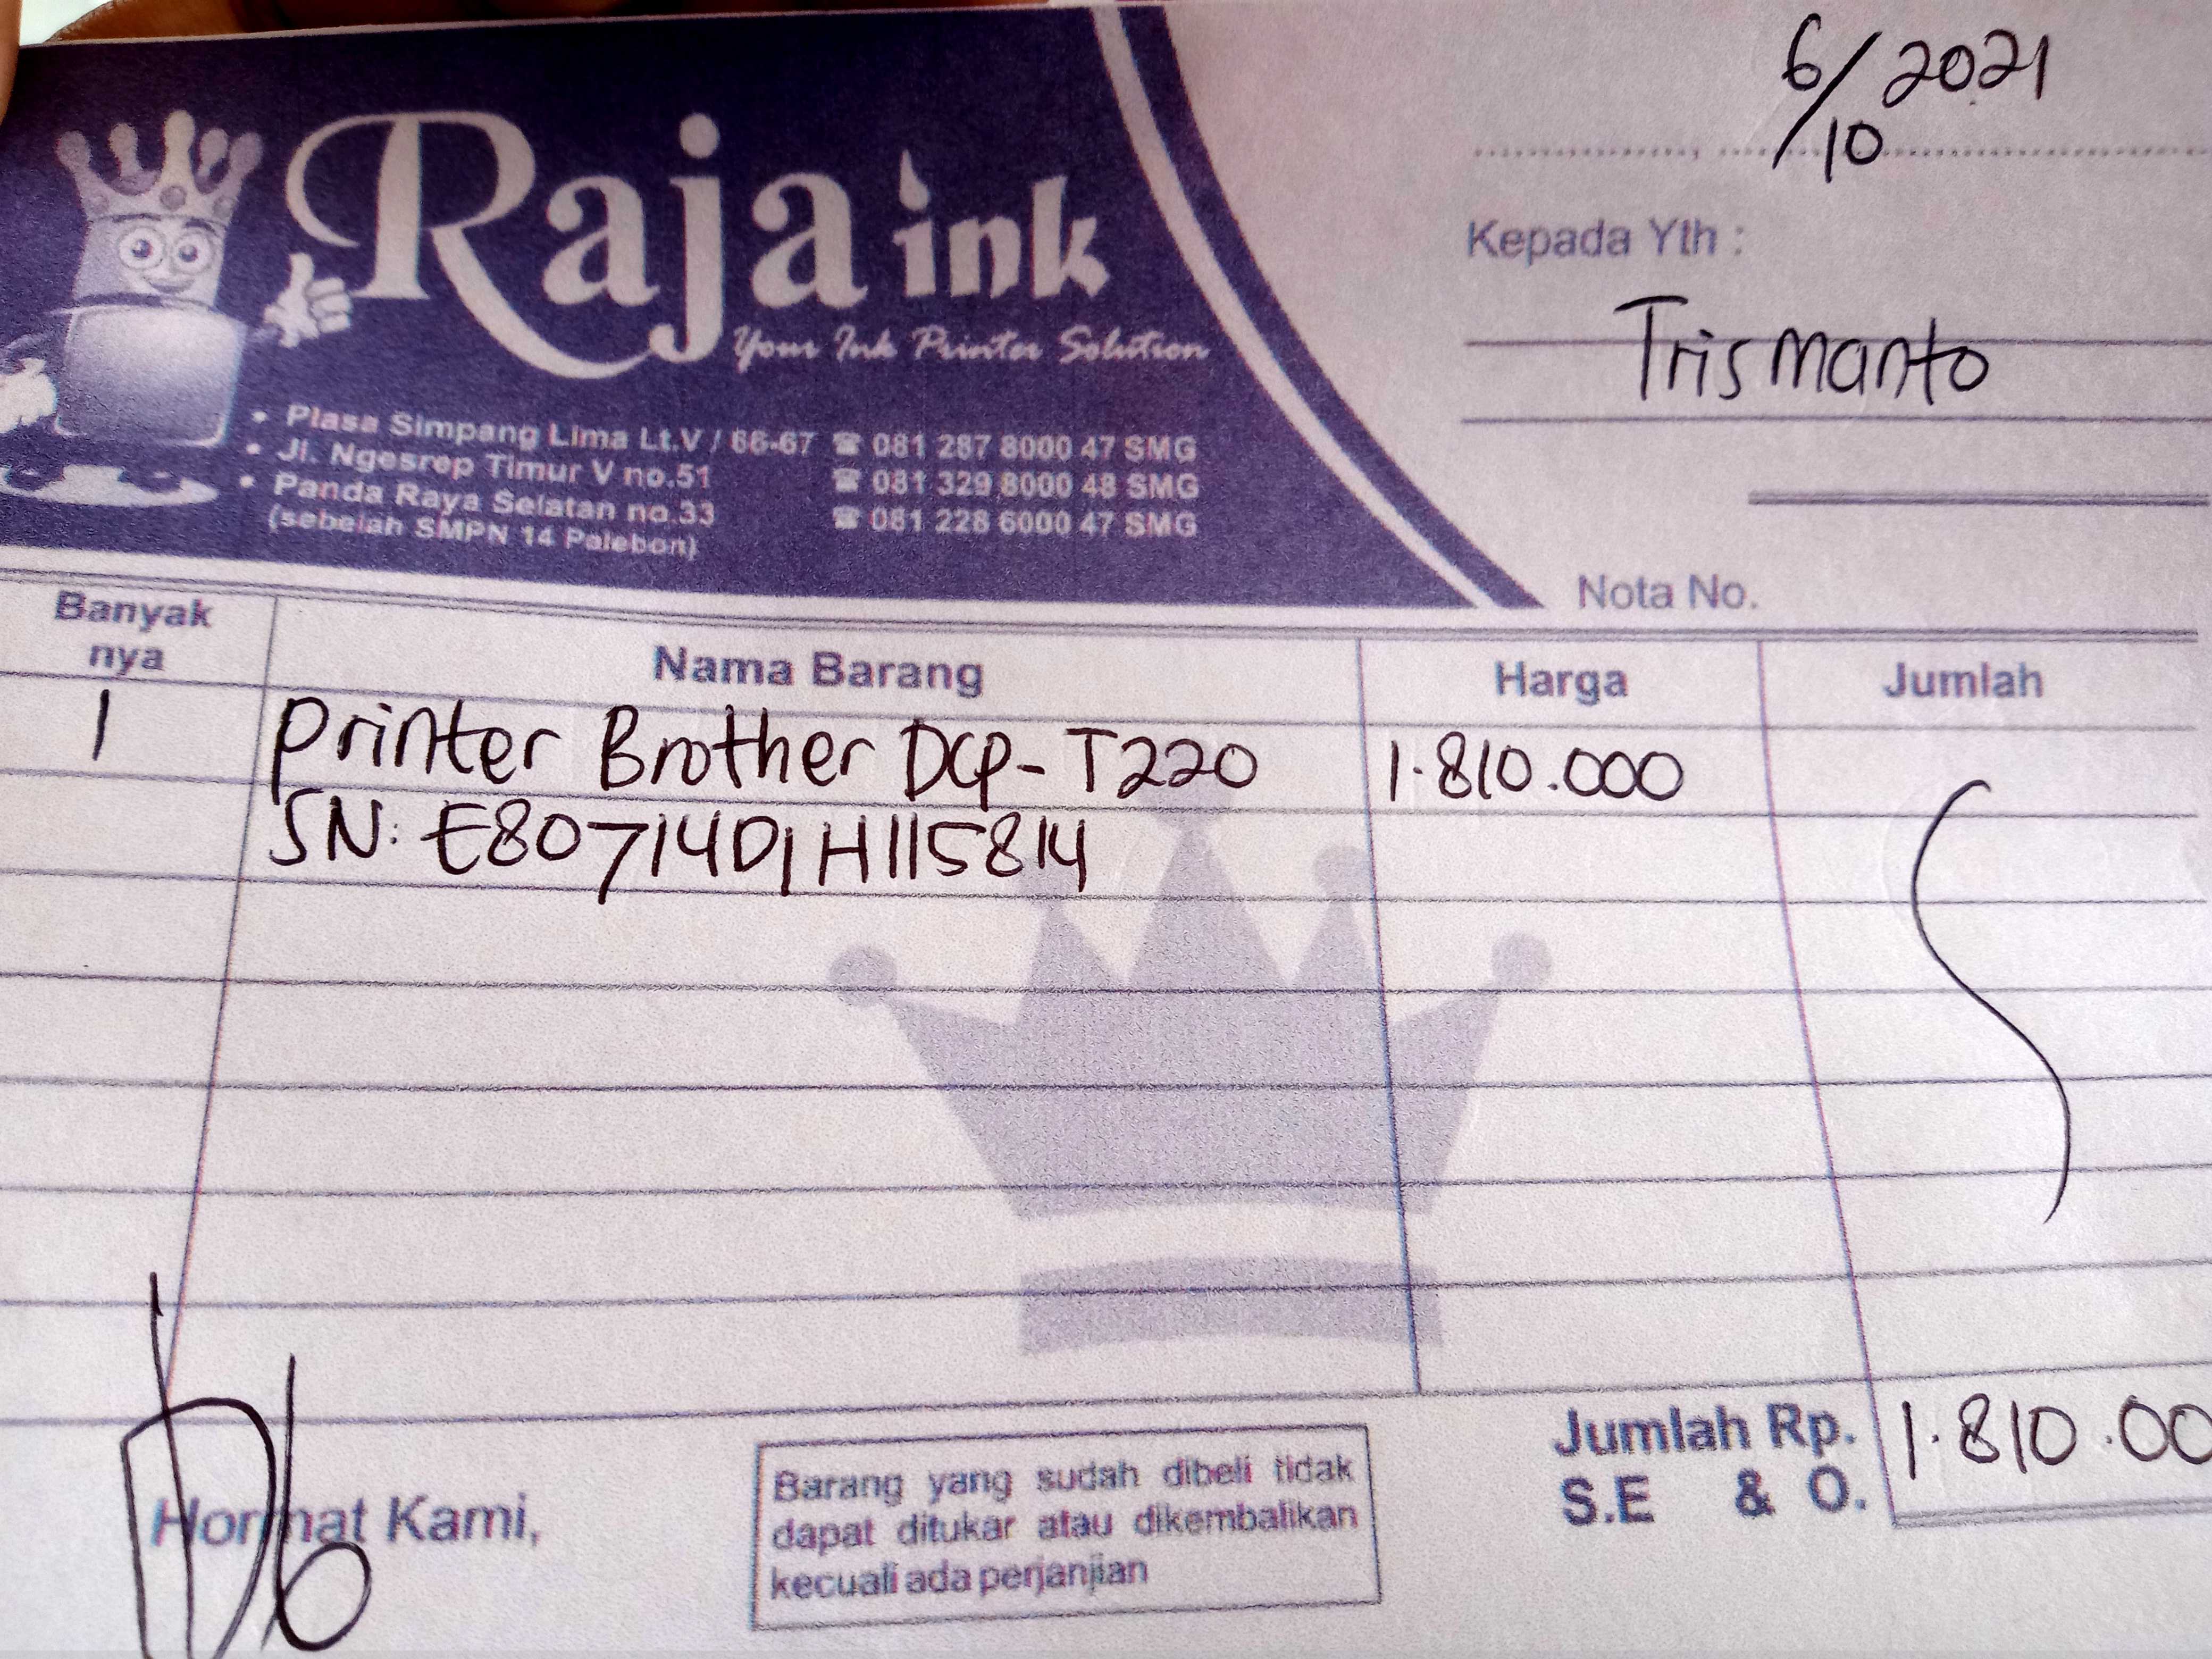 6/10 2021
Raja ink
Your Ink Printer Solution
• Plasa Simpang Lima Lt.V / 66-67 ☎ 081 287 8000 47 SMG
• Jl. Ngesrep Timur V no.51 ☎ 081 329 8000 48 SMG
• Panda Raya Selatan no.33 ☎ 081 228 6000 47 SMG
(sebelah SMPN 14 Palebon)
Kepada Yth :
Trismanto
Nota No.
Banyak nya Nama Barang Harga Jumlah
1 Printer Brother DCP-T220 1.810.000
SN: E80714D1H115814
Jumlah Rp. 1.810.00
S.E & O.
Hormat Kami,
Barang yang sudah dibeli tidak
dapat ditukar atau dikembalikan
kecuali ada perjanjian